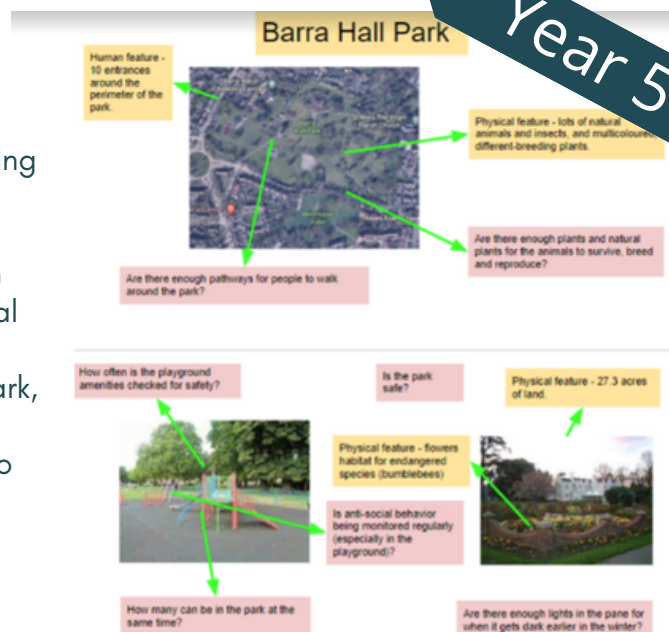 Barra Hall Park
Year 5
Human feature -
10 entrances
around the
perimeter of the
park.
Physical feature - lots of natural
animals and insects, and multicoloured,
different-breeding plants.
Are there enough plants and natural
plants for the animals to survive, breed
and reproduce?
Are there enough pathways for people to walk
around the park?
ing
al
ark,
o
How often is the playground
amenities checked for safety?
Is the park
safe?
Physical feature - 27.3 acres
of land.
Physical feature - flowers
habitat for endangered
species (bumblebees)
Is anti-social behavior
being monitored regularly
(especially in the
playground)?
How many can be in the park at the
same time?
Are there enough lights in the pane for
when it gets dark earlier in the winter?